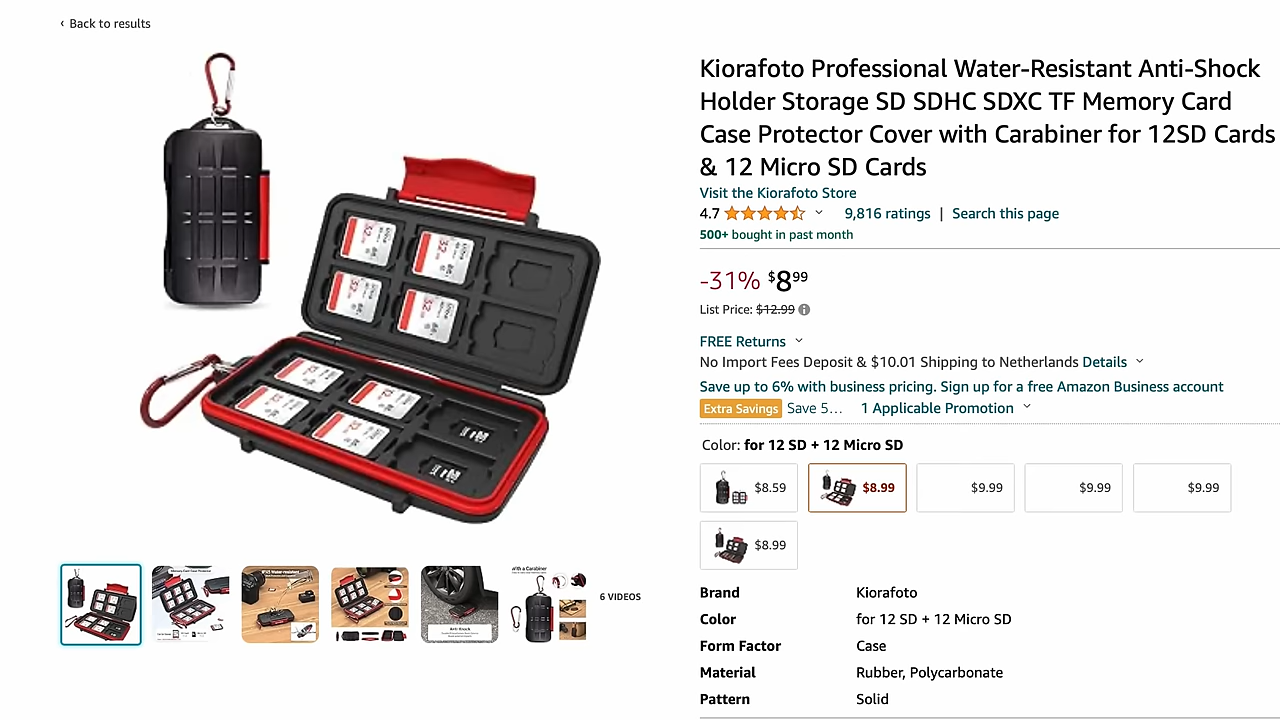 ‹ Back to results
Kiorafoto Professional Water-Resistant Anti-Shock
Holder Storage SD SDHC SDXC TF Memory Card
Case Protector Cover with Carabiner for 12SD Cards
& 12 Micro SD Cards
Visit the Kiorafoto Store
4.7 9,816 ratings | Search this page
500+ bought in past month
-31% $8 99
List Price: $12.99
FREE Returns
No Import Fees Deposit & $10.01 Shipping to Netherlands Details
Save up to 6% with business pricing. Sign up for a free Amazon Business account
Extra Savings Save 5… 1 Applicable Promotion
Color: for 12 SD + 12 Micro SD
$8.59 $8.99 $9.99 $9.99 $9.99
$8.99
6 VIDEOS
Brand Kiorafoto
Color for 12 SD + 12 Micro SD
Form Factor Case
Material Rubber, Polycarbonate
Pattern Solid